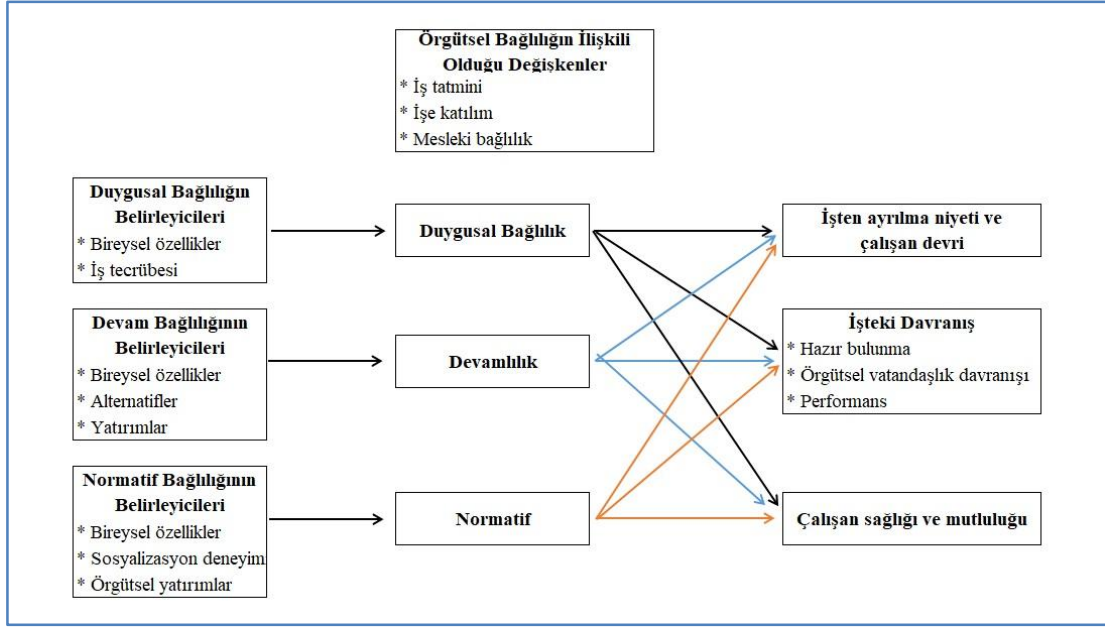 Örgütsel Bağlılığın İlişkili
Olduğu Değişkenler
* İş tatmini
* İşe katılım
* Mesleki bağlılık
Duygusal Bağlılığın
Belirleyicileri
* Bireysel özellikler
* İş tecrübesi
Duygusal Bağlılık
İşten ayrılma niyeti ve
çalışan devri
Devam Bağlılığının
Belirleyicileri
* Bireysel özellikler
* Alternatifler
* Yatırımlar
Devamlılık
İşteki Davranış
* Hazır bulunma
* Örgütsel vatandaşlık davranışı
* Performans
Normatif Bağlılığının
Belirleyicileri
* Bireysel özellikler
* Sosyalizasyon deneyim
* Örgütsel yatırımlar
Normatif
Çalışan sağlığı ve mutluluğu